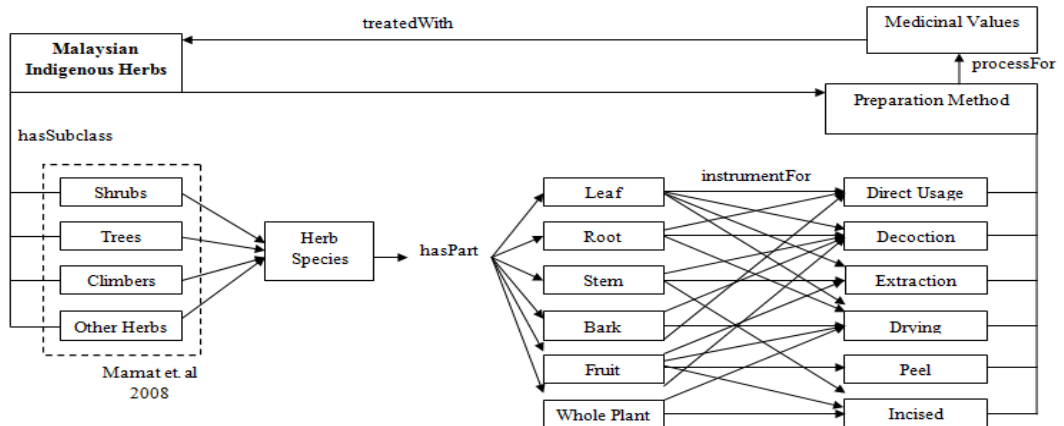 treatedWith
Medicinal Values
Malaysian
Indigenous Herbs
processFor
Preparation Method
hasSubclass
Shrubs
Trees
Climbers
Other Herbs
Mamat et. al
2008
Herb
Species
hasPart
Leaf
Root
Stem
Bark
Fruit
Whole Plant
instrumentFor
Direct Usage
Decoction
Extraction
Drying
Peel
Incised